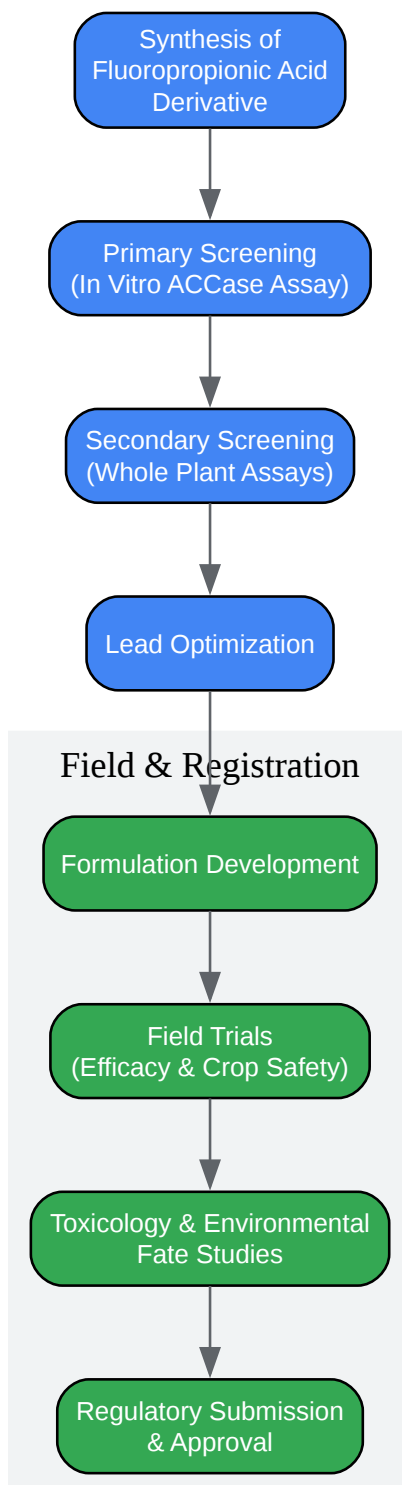 Synthesis of
Fluoropropionic Acid
Derivative
Primary Screening
(In Vitro ACCase Assay)
Secondary Screening
(Whole Plant Assays)
Lead Optimization
Field & Registration
Formulation Development
Field Trials
(Efficacy & Crop Safety)
Toxicology & Environmental
Fate Studies
Regulatory Submission
& Approval